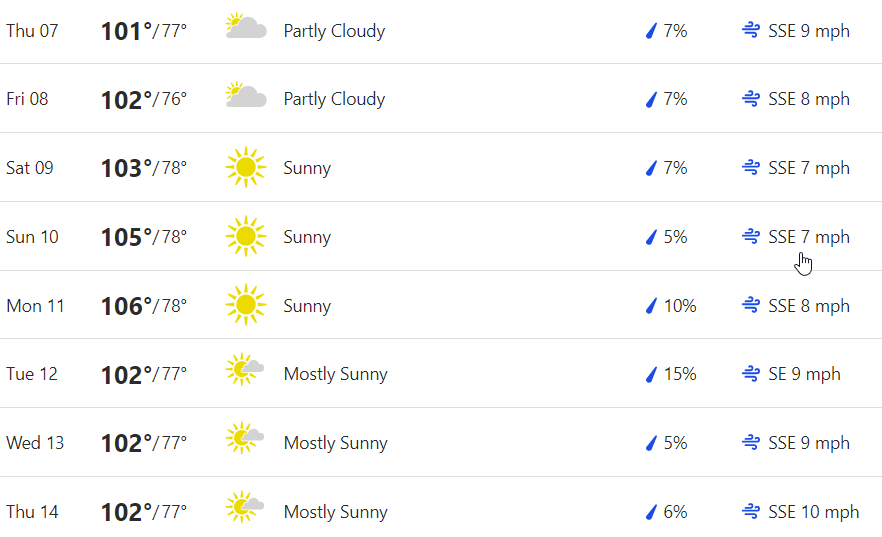 Thu 07 101°/77° Partly Cloudy 7% SSE 9 mph
Fri 08 102°/76° Partly Cloudy 7% SSE 8 mph
Sat 09 103°/78° Sunny 7% SSE 7 mph
Sun 10 105°/78° Sunny 5% SSE 7 mph
Mon 11 106°/78° Sunny 10% SSE 8 mph
Tue 12 102°/77° Mostly Sunny 15% SE 9 mph
Wed 13 102°/77° Mostly Sunny 5% SSE 9 mph
Thu 14 102°/77° Mostly Sunny 6% SSE 10 mph